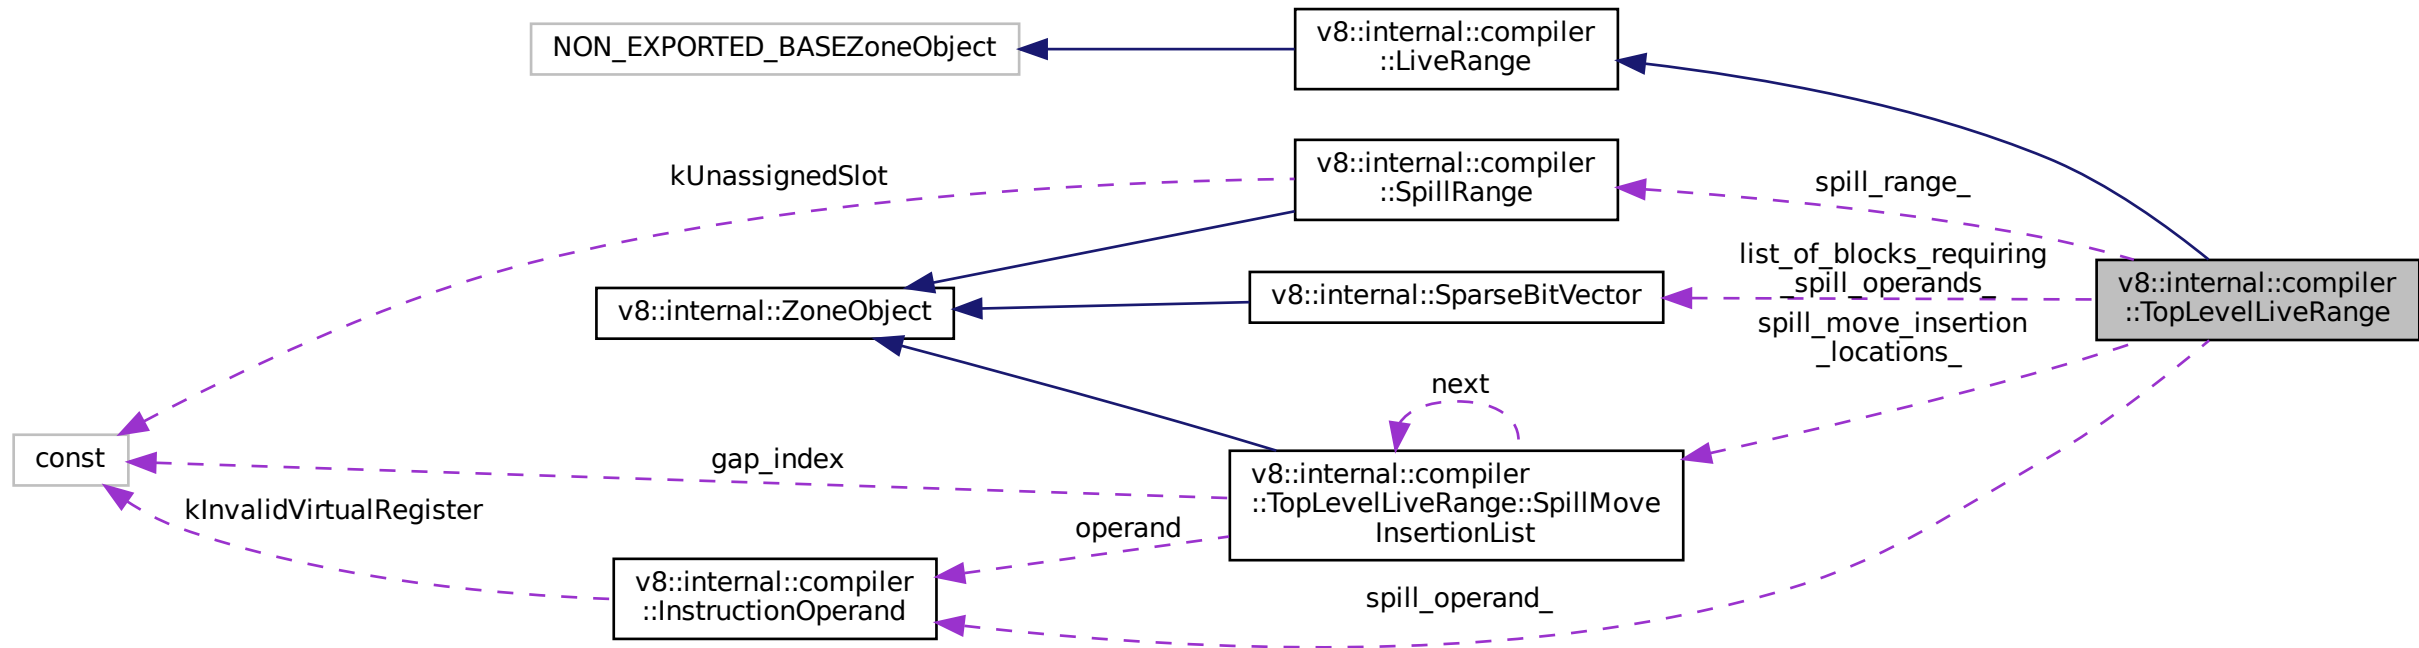 NON_EXPORTED_BASEZoneObject
v8::internal::compiler
::LiveRange
kUnassignedSlot
v8::internal::compiler
::SpillRange
spill_range_
list_of_blocks_requiring
_spill_operands_
v8::internal::compiler
::TopLevelLiveRange
v8::internal::ZoneObject
v8::internal::SparseBitVector
spill_move_insertion
_locations_
next
const
gap_index
v8::internal::compiler
::TopLevelLiveRange::SpillMove
InsertionList
kInvalidVirtualRegister
operand
v8::internal::compiler
::InstructionOperand
spill_operand_